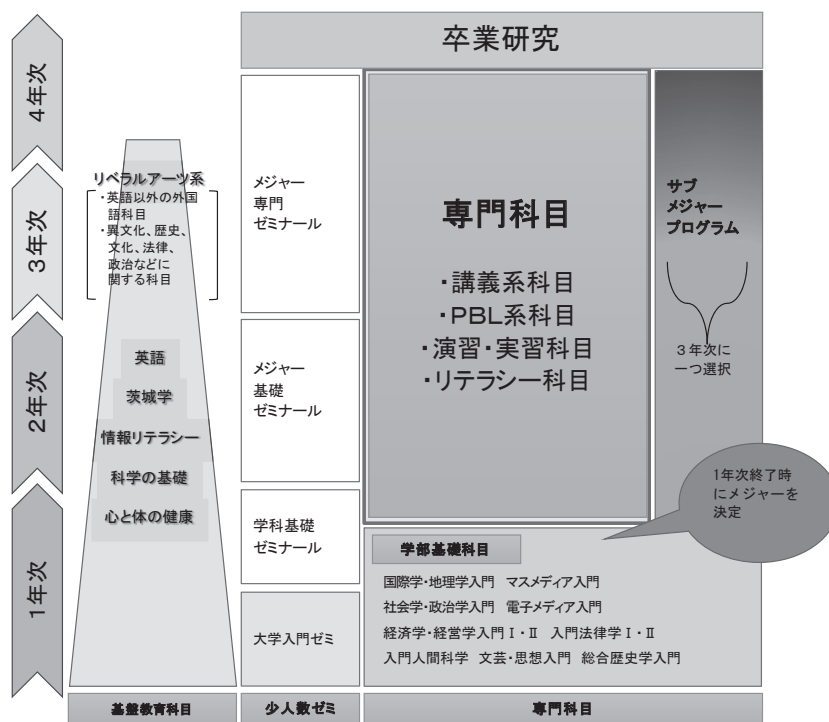 卒業研究
4年次
3年次
2年次
1年次
リベラルアーツ系
・英語以外の外国
語科目
・異文化、歴史、
文化、法律、
政治などに
関する科目
英語
茨城学
情報リテラシー
科学の基礎
心と体の健康
基盤教育科目
メジャー
専門
ゼミナール
メジャー
基礎
ゼミナール
学科基礎
ゼミナール
大学入門ゼミ
少人数ゼミ
専門科目
・講義系科目
・PBL系科目
・演習・実習科目
・リテラシー科目
サブ
メジャー
プログラム
３年次に
一つ選択
1年次終了時
にメジャーを
決定
学部基礎科目
国際学・地理学入門　マスメディア入門
社会学・政治学入門　電子メディア入門
経済学・経営学入門Ⅰ・Ⅱ　入門法律学Ⅰ・Ⅱ
入門人間科学　文芸・思想入門　総合歴史学入門
専門科目